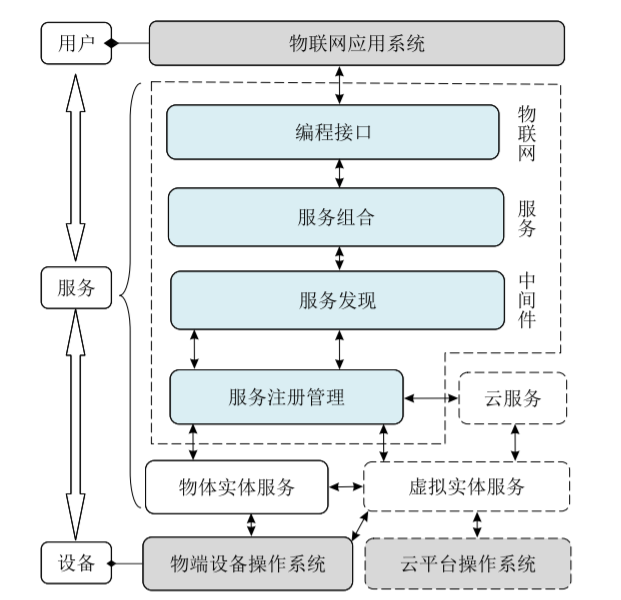 用户
物联网应用系统
编程接口
物联网
服务组合
服务
服务
服务发现
中间件
服务注册管理
云服务
物体实体服务
虚拟实体服务
设备
物端设备操作系统
云平台操作系统